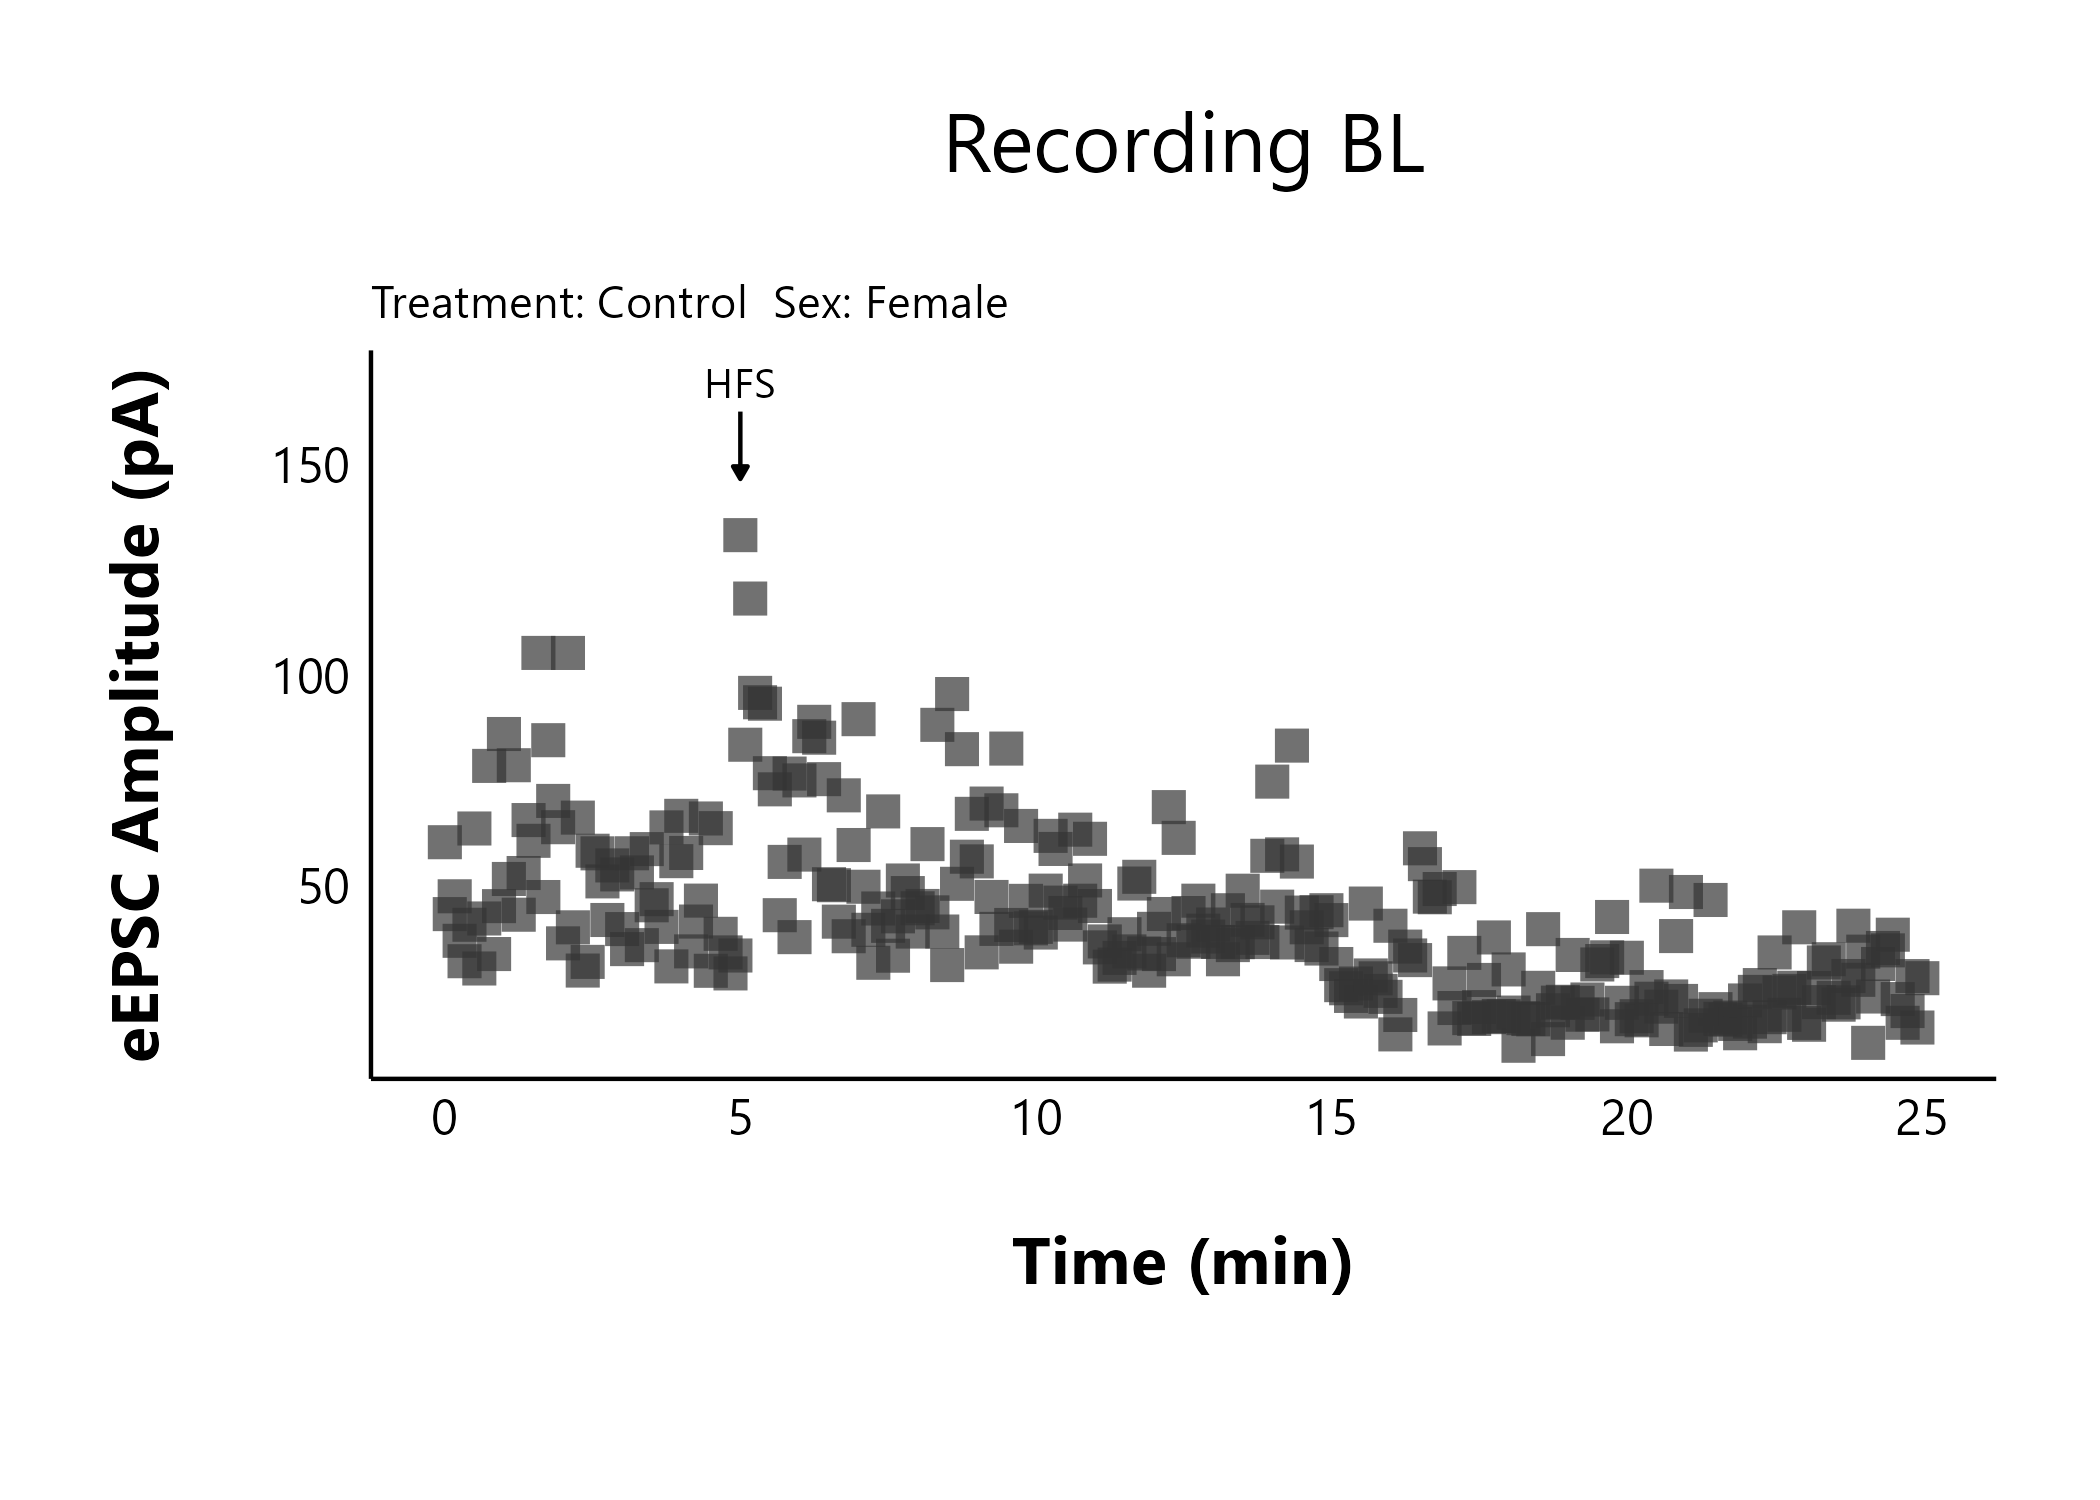 Recording BL
Treatment: Control  Sex: Female
HFS
eEPSC Amplitude (pA)
150
100
50
0 5 10 15 20 25
Time (min)